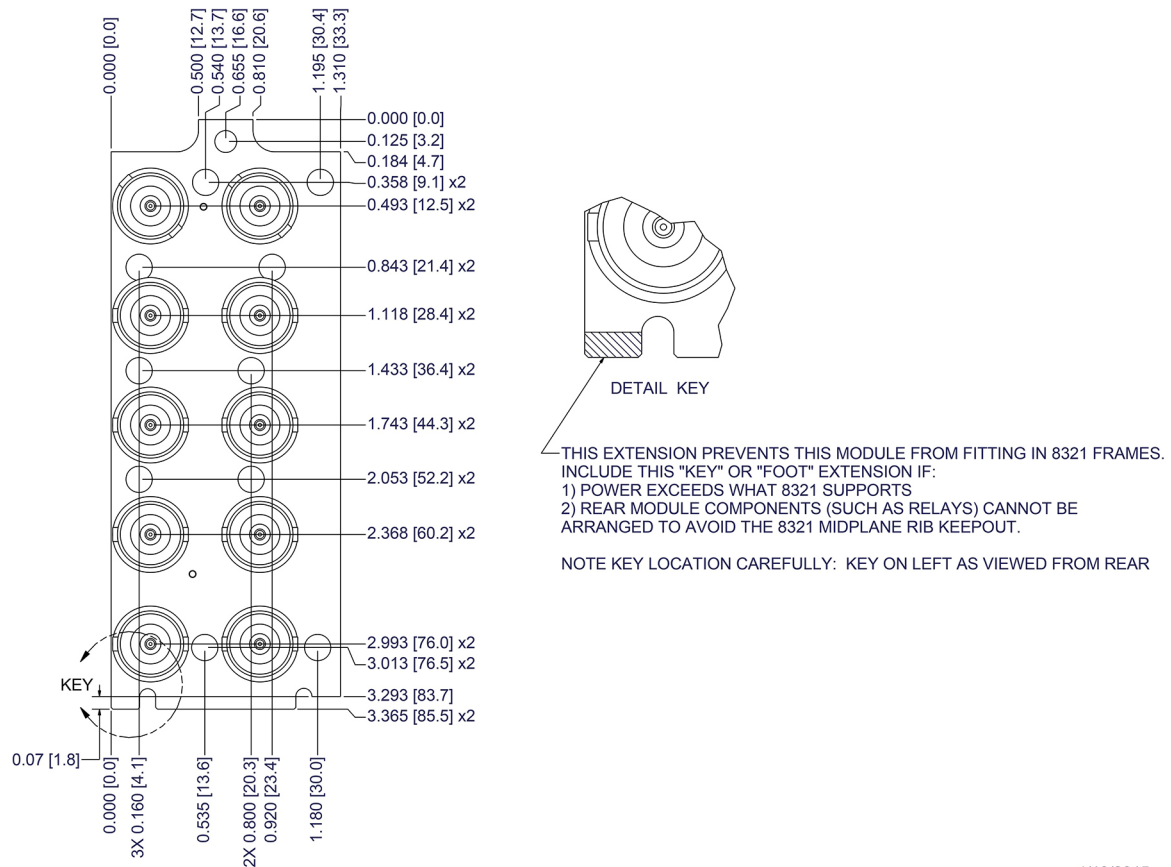 0.000 [0.0]
0.500 [12.7]
0.540 [13.7]
0.655 [16.6]
0.810 [20.6]
1.195 [30.4]
1.310 [33.3]
0.000 [0.0]
0.125 [3.2]
0.184 [4.7]
0.358 [9.1] x2
0.493 [12.5] x2
0.843 [21.4] x2
1.118 [28.4] x2
1.433 [36.4] x2
1.743 [44.3] x2
2.053 [52.2] x2
2.368 [60.2] x2
2.993 [76.0] x2
3.013 [76.5] x2
3.293 [83.7]
3.365 [85.5] x2
KEY
0.07 [1.8]
0.000 [0.0]
3X 0.160 [4.1]
0.535 [13.6]
2X 0.800 [20.3]
0.920 [23.4]
1.180 [30.0]
DETAIL KEY
THIS EXTENSION PREVENTS THIS MODULE FROM FITTING IN 8321 FRAMES.
INCLUDE THIS "KEY" OR "FOOT" EXTENSION IF:
1) POWER EXCEEDS WHAT 8321 SUPPORTS
2) REAR MODULE COMPONENTS (SUCH AS RELAYS) CANNOT BE
ARRANGED TO AVOID THE 8321 MIDPLANE RIB KEEPOUT.
NOTE KEY LOCATION CAREFULLY: KEY ON LEFT AS VIEWED FROM REAR